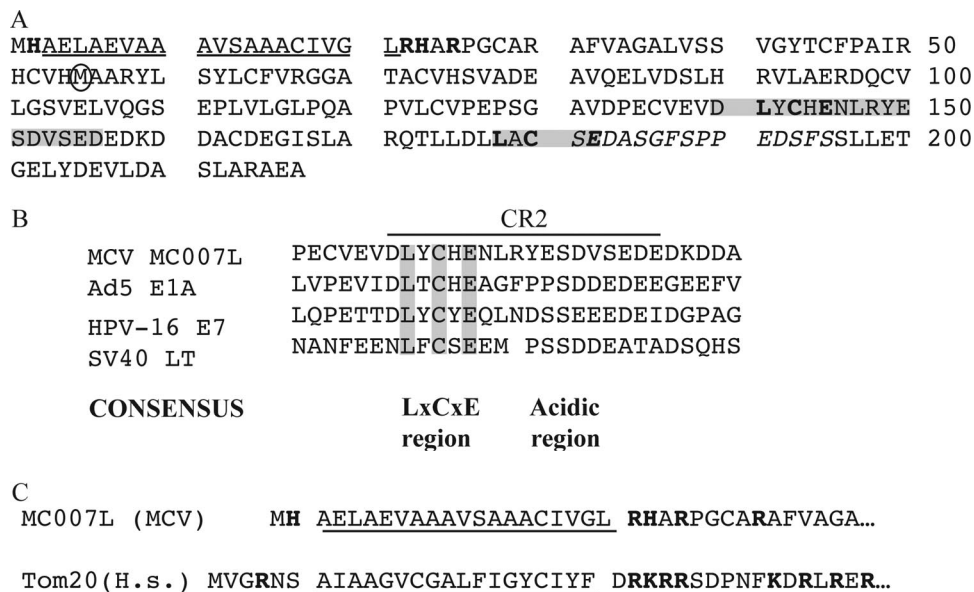 A
MHAELAEVAA AVSAAACIVG LRHARPGCAR AFVAGALVSS VGYTCFPAIR 50
HCVHMAARYL SYLCFVRGGA TACVHSVADE AVQELVDSLH RVLAERDQCV 100
LGSVELVQGS EPLVLGLPQA PVLCVPEPSG AVDPECVEVD LYCHENLRYE 150
SDVSEDEDKD DACDEGISLA RQTLLDLLAC SEDASGFSPP EDSFSSLLET 200
GELYDEVLDA SLARAEA
B
CR2
MCV MC007L PECVEVDLYCHENLRYESDVSEDEDKDDA
Ad5 E1A LVPEVIDLTCHEAGFPPSDDEDEEGEEFV
HPV-16 E7 LQPETTDLYCYEQLNDSSEEEDEIDGPAG
SV40 LT NANFEENLFCSEEM PSSDDEATADSQHS
CONSENSUS LxCxE Acidic
region region
C
MC007L (MCV) MH AELAEVAAAVSAAACIVGL RHARPGCARAFVAGA…
Tom20(H.s.) MVGRNS AIAAGVCGALFIGYCIYF DRKRRSDPNFKDRLRER…